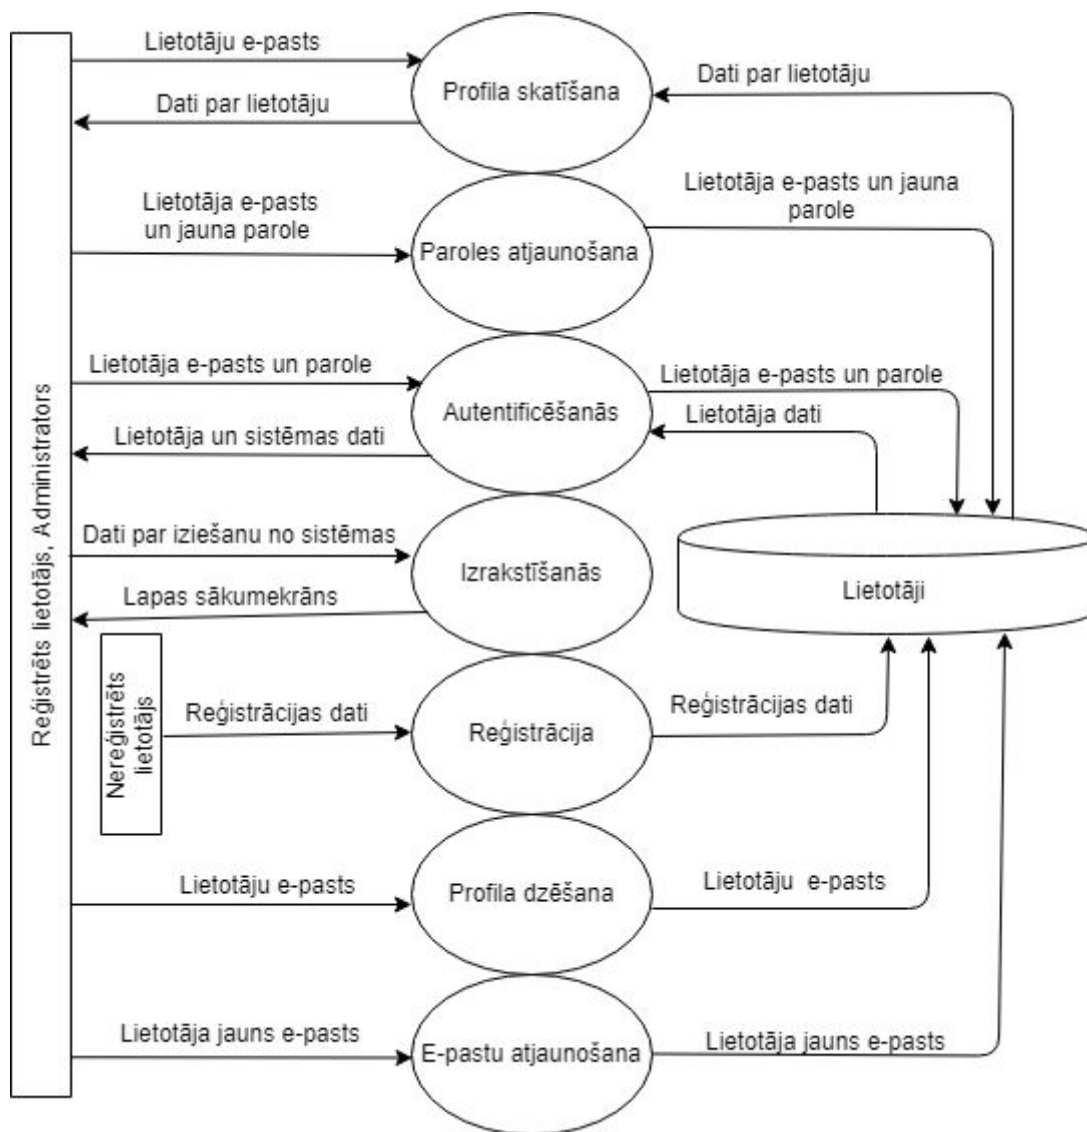 Lietotāju e-pasts
Profila skatīšana
Dati par lietotāju
Dati par lietotāju
Lietotāja e-pasts
un jauna parole
Paroles atjaunošana
Lietotāja e-pasts un jauna
parole
Lietotāja e-pasts un parole
Autentificēšanās
Lietotāja e-pasts un parole
Lietotāja dati
Lietotāja un sistēmas dati
Reģistrēts lietotājs, Administrators
Dati par iziešanu no sistēmas
Izrakstīšanās
Lietotāji
Lapas sākumekrāns
Nereģistrēts
lietotājs
Reģistrācijas dati
Reģistrācija
Reģistrācijas dati
Lietotāju e-pasts
Profila dzēšana
Lietotāju e-pasts
Lietotāja jauns e-pasts
E-pastu atjaunošana
Lietotāja jauns e-pasts